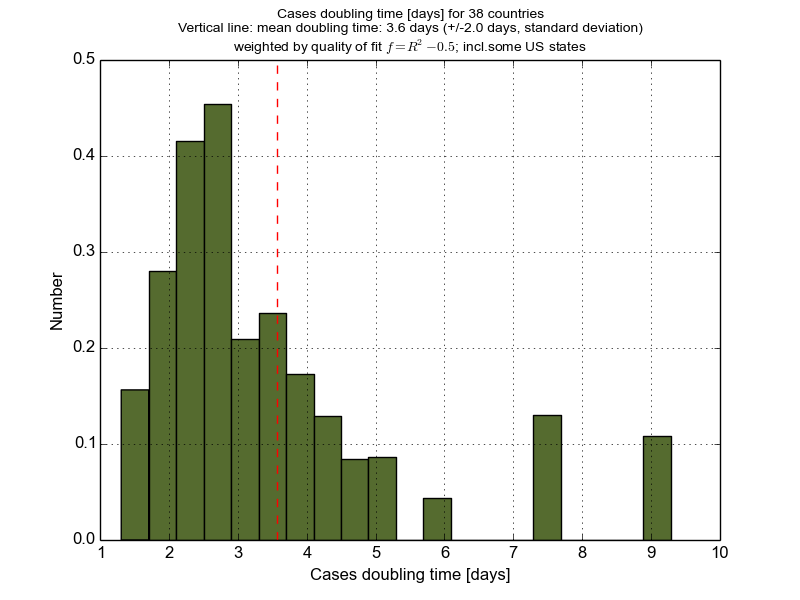 Cases doubling time [days] for 38 countries
Vertical line: mean doubling time: 3.6 days (+/-2.0 days, standard deviation)
weighted by quality of fit f=R² −0.5; incl.some US states
0.5
0.4
0.3
0.2
0.1
0.0
Number
1 2 3 4 5 6 7 8 9 10
Cases doubling time [days]